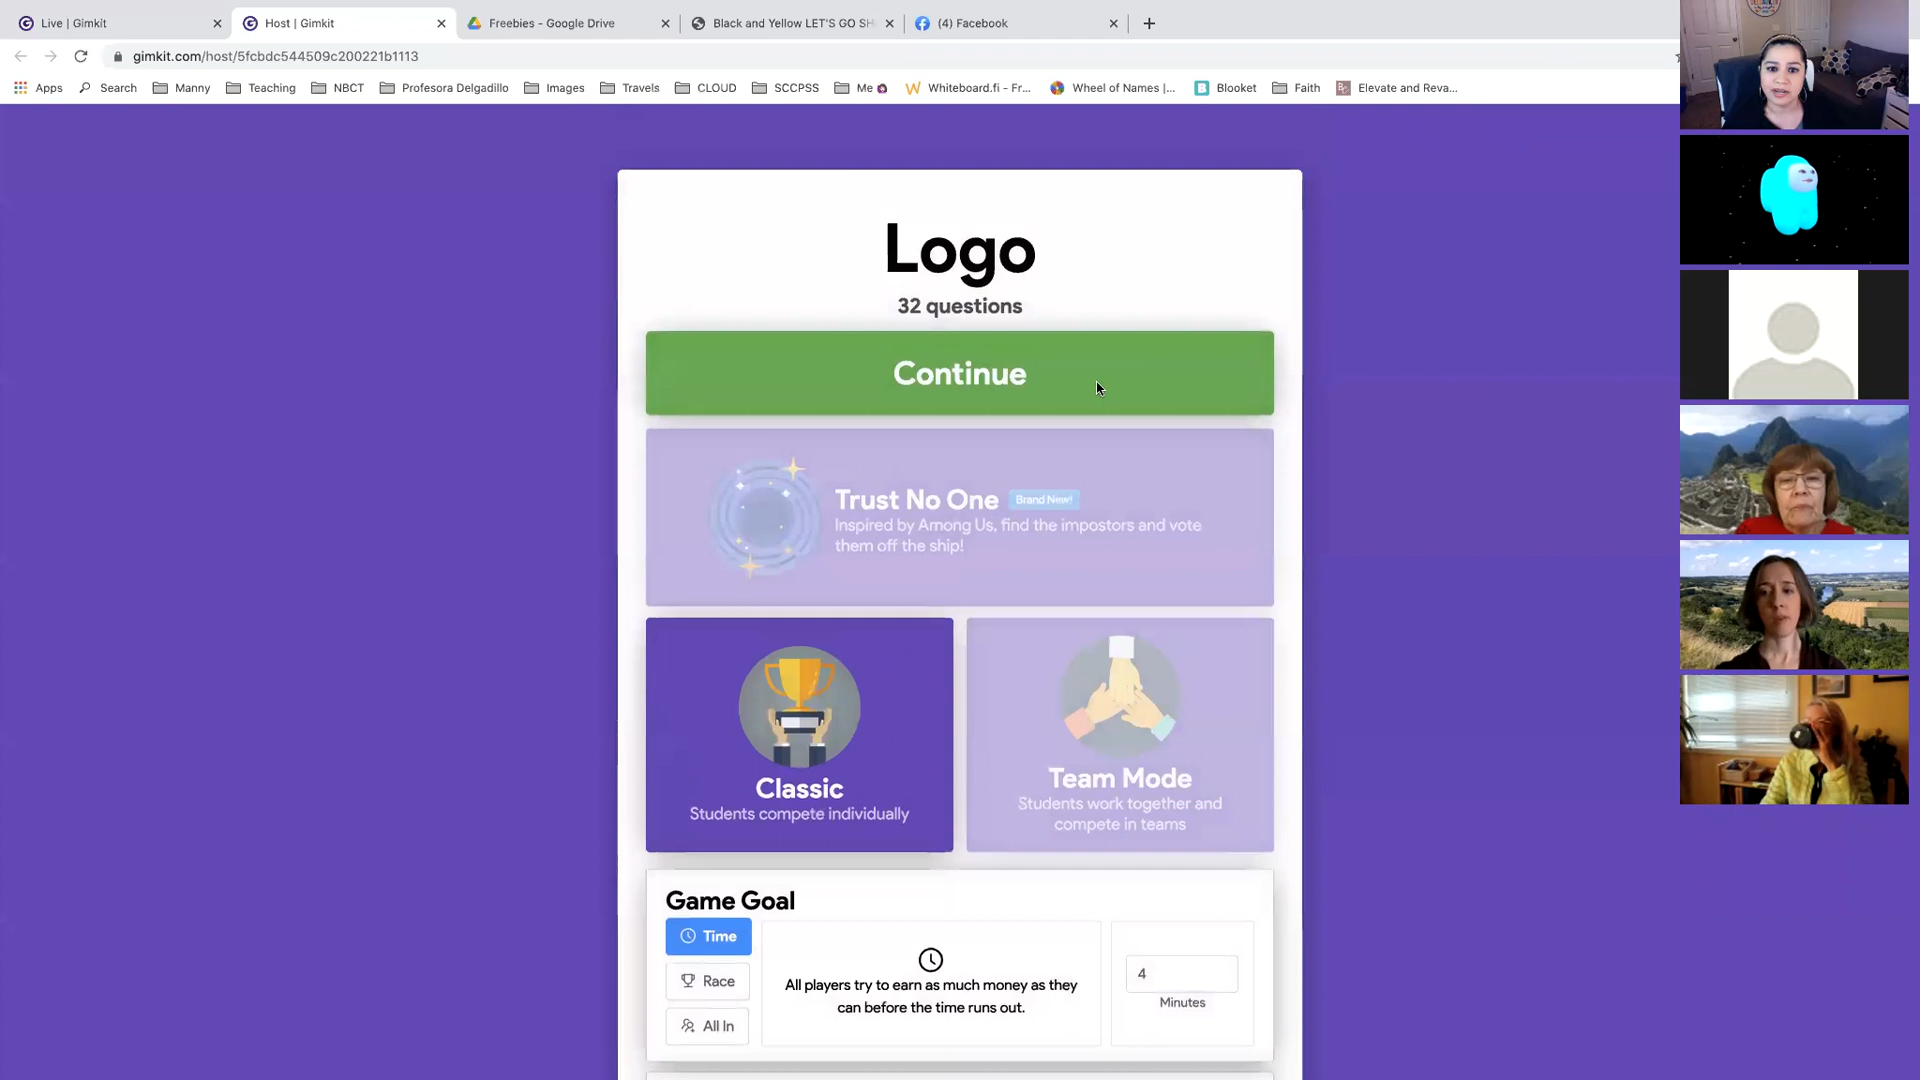 Live | Gimkit
Host | Gimkit
Freebies - Google Drive
Black and Yellow LET'S GO SH
(4) Facebook
gimkit.com/host/5fcbdc544509c200221b1113
Apps
Search
Manny
Teaching
NBCT
Profesora Delgadillo
Images
Travels
CLOUD
SCCPSS
Me
Whiteboard.fi - Fr...
Wheel of Names |...
Blooket
Faith
Elevate and Reva...
Logo
32 questions
Continue
Trust No One
Brand New!
Inspired by Among Us, find the impostors and vote
them off the ship!
Classic
Students compete individually
Team Mode
Students work together and
compete in teams
Game Goal
Time
Race
All In
All players try to earn as much money as they
can before the time runs out.
4
Minutes